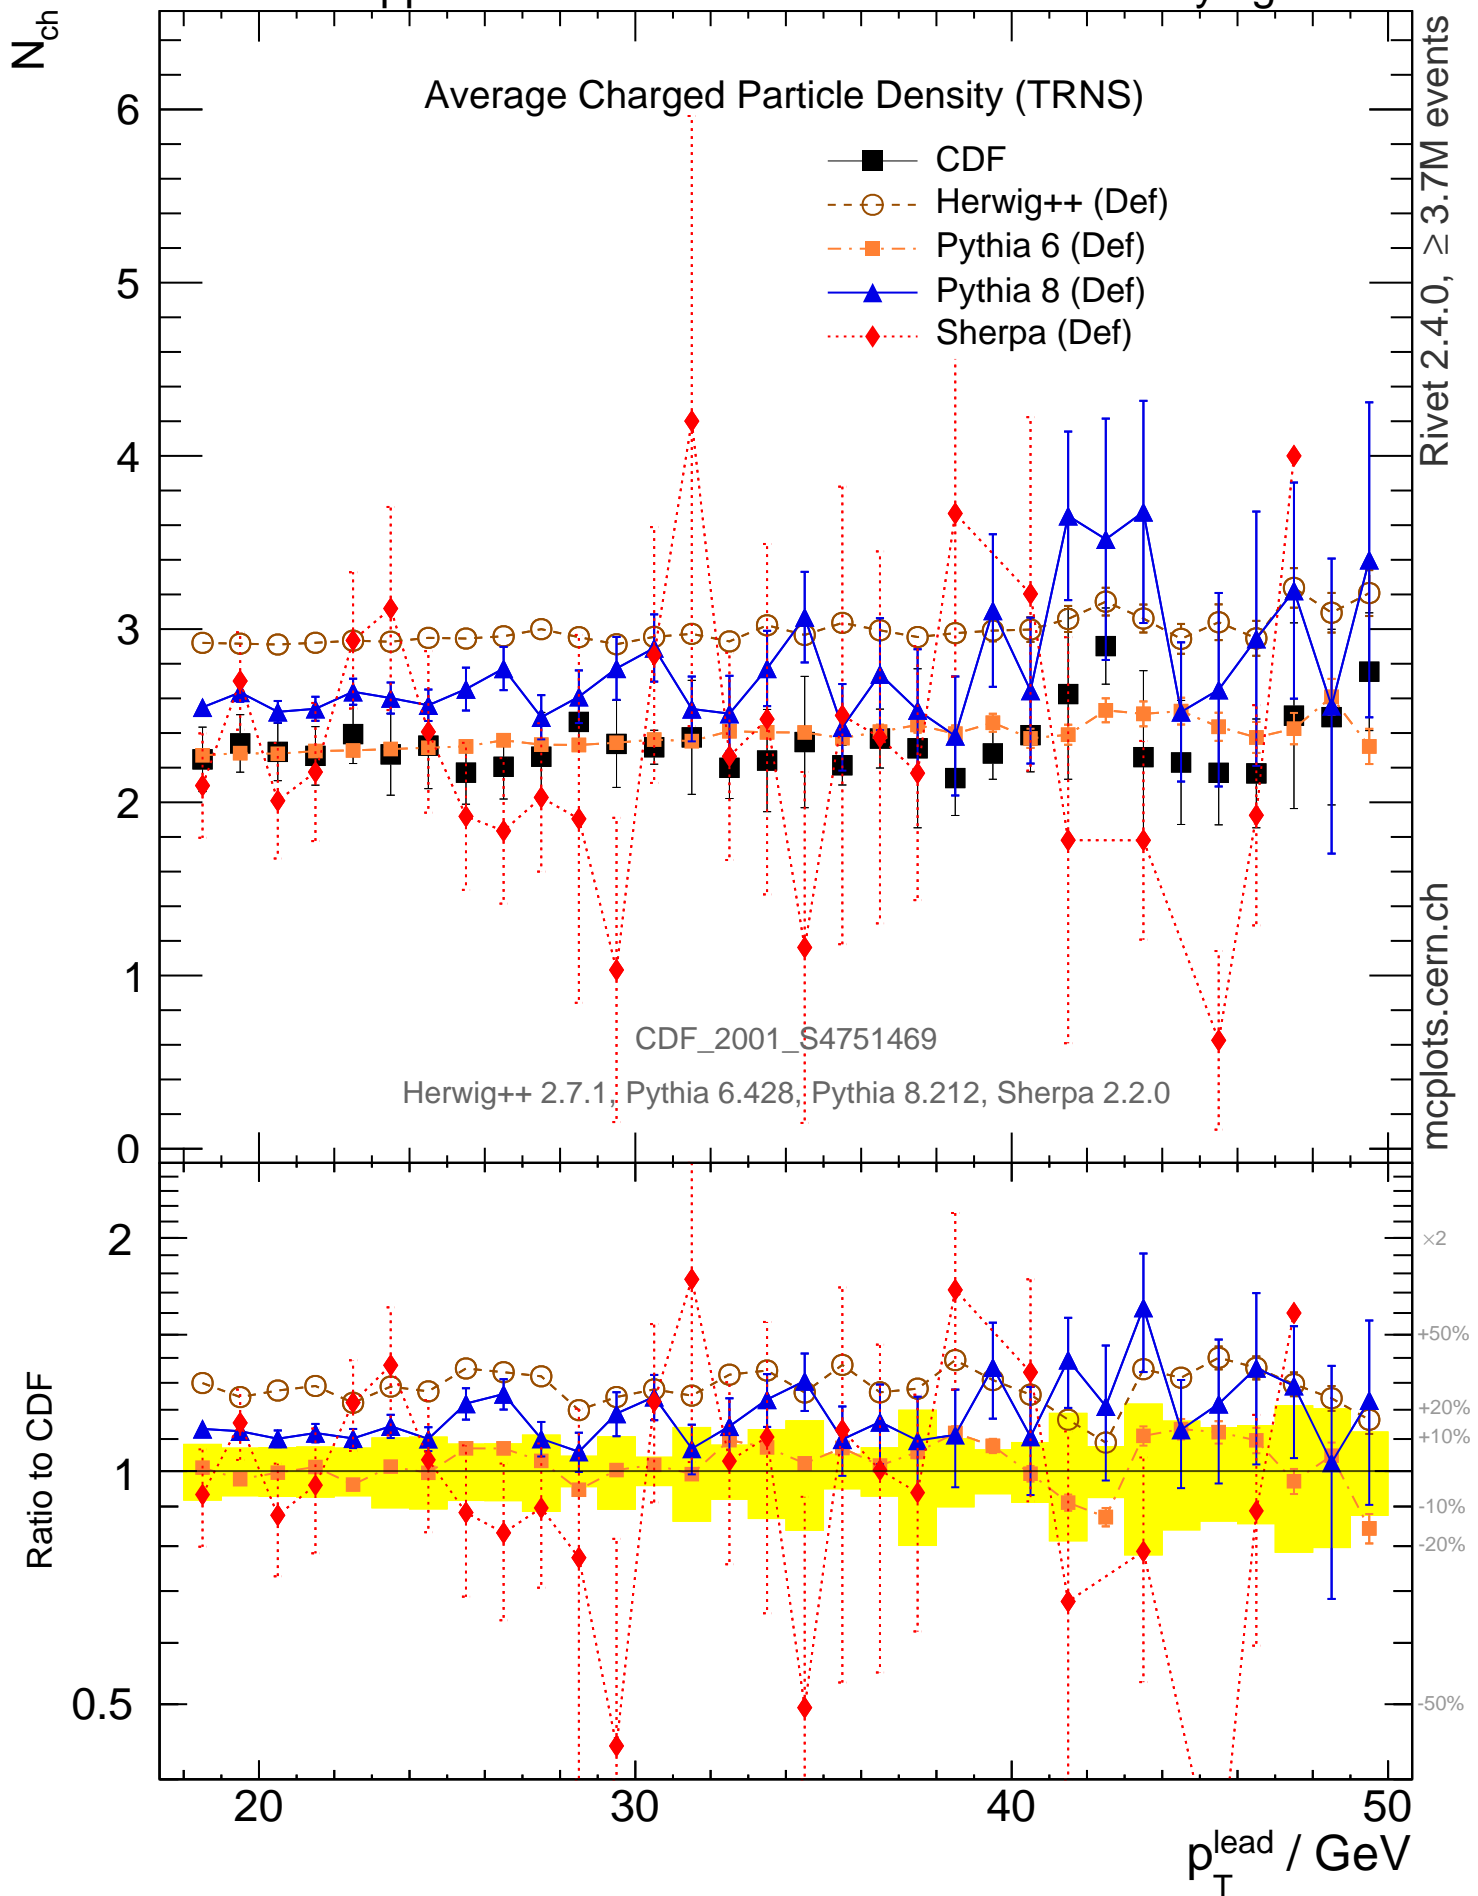 N_ch
Average Charged Particle Density (TRNS)
CDF
Herwig++ (Def)
Pythia 6 (Def)
Pythia 8 (Def)
Sherpa (Def)
6
5
4
3
2
1
0
CDF_2001_S4751469
Herwig++ 2.7.1, Pythia 6.428, Pythia 8.212, Sherpa 2.2.0
Rivet 2.4.0, ≥ 3.7M events
mcplots.cern.ch
Ratio to CDF
2
1
0.5
×2
+50%
+20%
+10%
-10%
-20%
-50%
20
30
40
50
p_T^lead / GeV